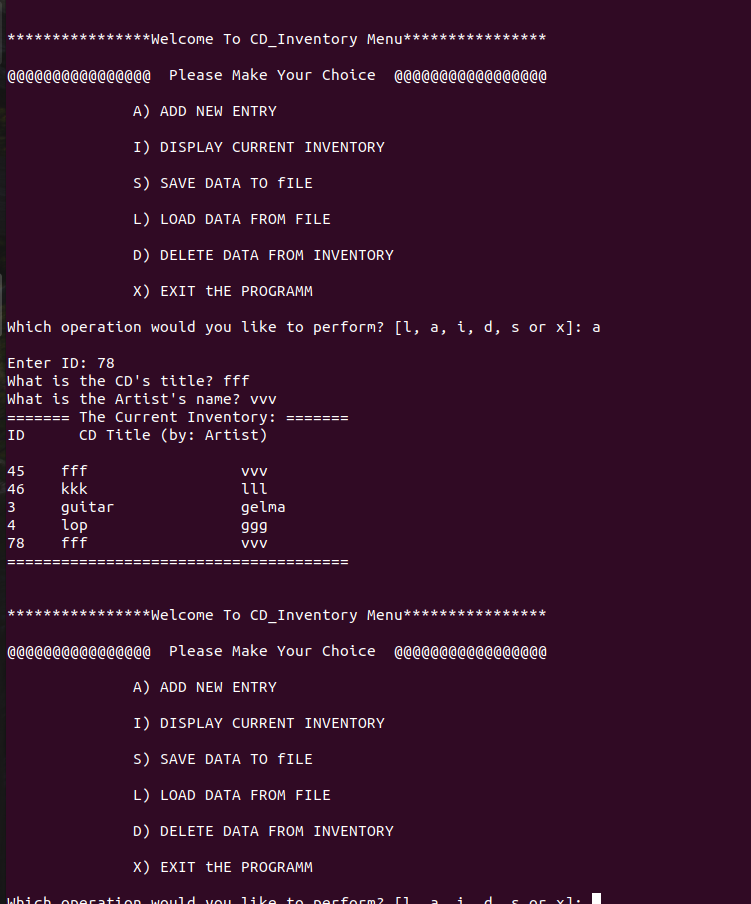 ****************Welcome To CD_Inventory Menu****************
@@@@@@@@@@@@@@@@  Please Make Your Choice  @@@@@@@@@@@@@@@@@
A) ADD NEW ENTRY
I) DISPLAY CURRENT INVENTORY
S) SAVE DATA TO fILE
L) LOAD DATA FROM FILE
D) DELETE DATA FROM INVENTORY
X) EXIT tHE PROGRAMM
Which operation would you like to perform? [l, a, i, d, s or x]: a
Enter ID: 78
What is the CD's title? fff
What is the Artist's name? vvv
======= The Current Inventory: =======
ID      CD Title (by: Artist)
45    fff                 vvv
46    kkk                 lll
3     guitar              gelma
4     lop                 ggg
78    fff                 vvv
======================================
****************Welcome To CD_Inventory Menu****************
@@@@@@@@@@@@@@@@  Please Make Your Choice  @@@@@@@@@@@@@@@@@
A) ADD NEW ENTRY
I) DISPLAY CURRENT INVENTORY
S) SAVE DATA TO fILE
L) LOAD DATA FROM FILE
D) DELETE DATA FROM INVENTORY
X) EXIT tHE PROGRAMM
Which operation would you like to perform? [l, a, i, d, s or x]: